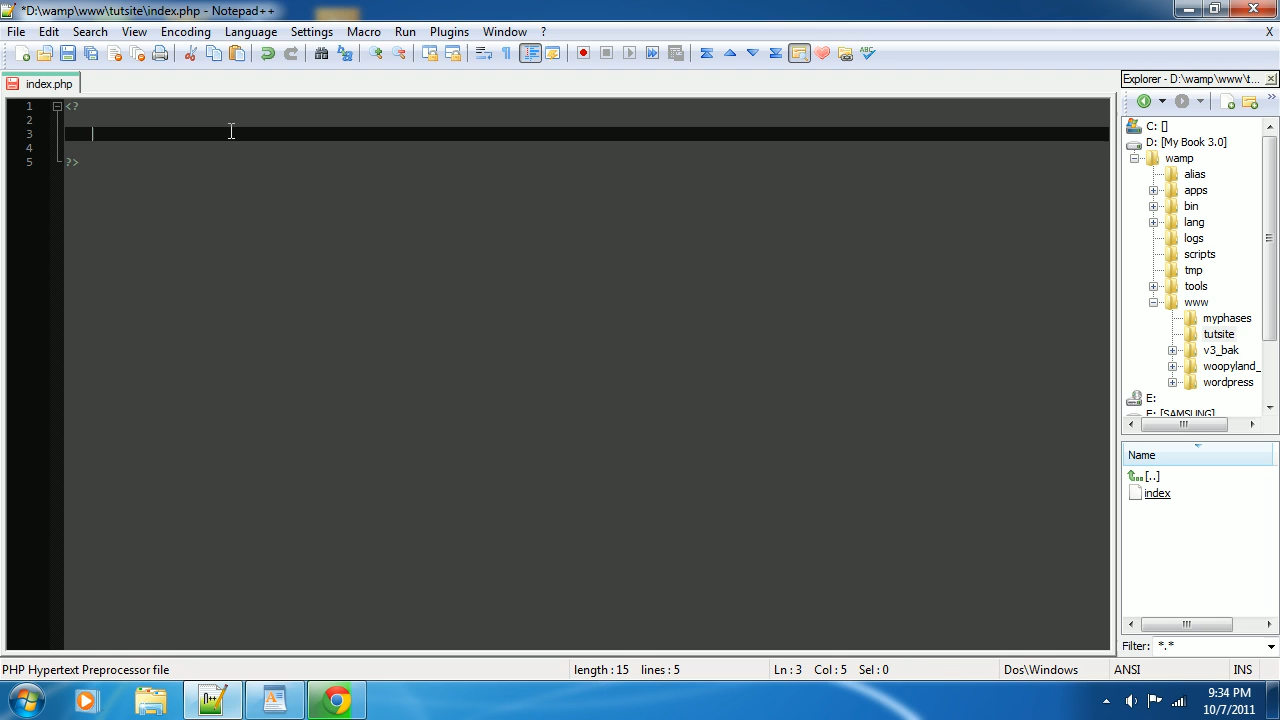 *D:\wamp\www\tutsite\index.php - Notepad++
File Edit Search View Encoding Language Settings Macro Run Plugins Window ? X
index.php
1 <?
2
3
4
5 ?>
Explorer - D:\wamp\www\t...
C: []
D: [My Book 3.0]
wamp
alias
apps
bin
lang
logs
scripts
tmp
tools
www
myphases
tutsite
v3_bak
woopyland_
wordpress
E:
F: [SAMSUNG]
Name
[..]
index
Filter: *.*
PHP Hypertext Preprocessor file length : 15 lines : 5 Ln : 3 Col : 5 Sel : 0 Dos\Windows ANSI INS
9:34 PM
10/7/2011